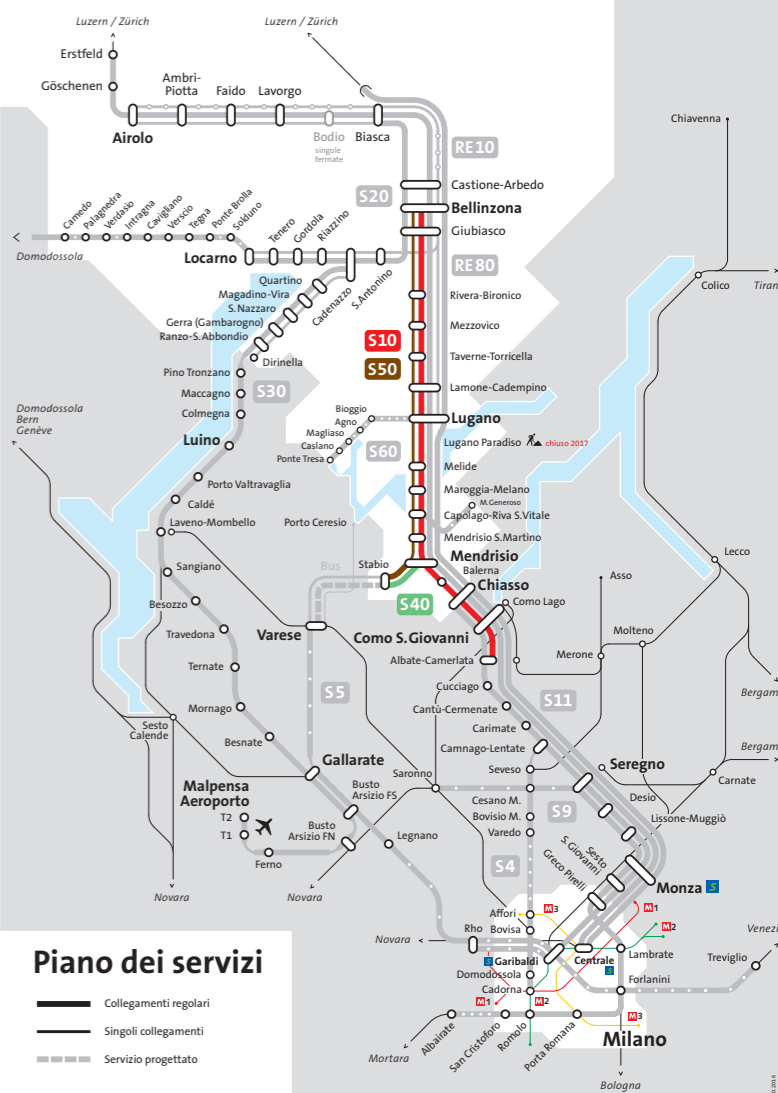 Luzern / Zürich
Luzern / Zürich
Erstfeld
Göschenen
Ambri-
Piotta
Faido
Lavorgo
Airolo
Bodio
singole
fermate
Biasca
RE10
Chiavenna
S20
Castione-Arbedo
Bellinzona
Giubiasco
Camedo
Palagnedra
Verdasio
Intragna
Cavigliano
Verscio
Tegna
Ponte Brolla
Solduno
Domodossola
Locarno
Tenero
Gordola
Riazzino
Cadenazzo
S.Antonino
RE80
Colico
Tiran
Quartino
Magadino-Vira
S.Nazzaro
Gerra (Gambarogno)
Ranzo-S.Abbondio
Dirinella
Rivera-Bironico
Mezzovico
S10
Taverne-Torricella
S50
Pino Tronzano
Maccagno
S30
Colmegna
Lamone-Cadempino
Domodossola
Bern
Genève
Bioggio
Agno
Magliaso
Caslano
Ponte Tresa
S60
Lugano
Lugano Paradiso
chiuso 2017
Luino
Melide
Porto Valtravaglia
Maroggia-Melano
M.Generoso
Caldé
Capolago-Riva S.Vitale
Laveno-Mombello
Porto Ceresio
Mendrisio S.Martino
Lecco
Sangiano
Bus
Stabio
Mendrisio
Balerna
Chiasso
Asso
Besozzo
S40
Como Lago
Travedona
Varese
Como S.Giovanni
Molteno
Merone
Ternate
Albate-Camerlata
Cucciago
S5
S11
Bergam
Mornago
Cantù-Cermenate
Sesto
Calende
Carimate
Besnate
Camnago-Lentate
Bergam
Gallarate
Saronno
Seveso
Seregno
Carnate
Malpensa
Aeroporto
Busto
Arsizio FS
Cesano M.
Desio
T2
T1
Busto
Arsizio FN
Bovisio M.
S9
Lissone-Muggiò
Varedo
Legnano
Ferno
S4
Sesto
S.Giovanni
Greco Pirelli
Monza
S
Novara
Novara
Affori
M3
M1
Bovisa
M2
Venezi
Rho
Novara
S
Garibaldi
Centrale
S
Lambrate
Treviglio
Domodossola
Forlanini
Cadorna
M1
M2
M3
Albairate
San Cristoforo
Romolo
Porta Romana
Milano
Mortara
Bologna
Piano dei servizi
Collegamenti regolari
Singoli collegamenti
Servizio progettato